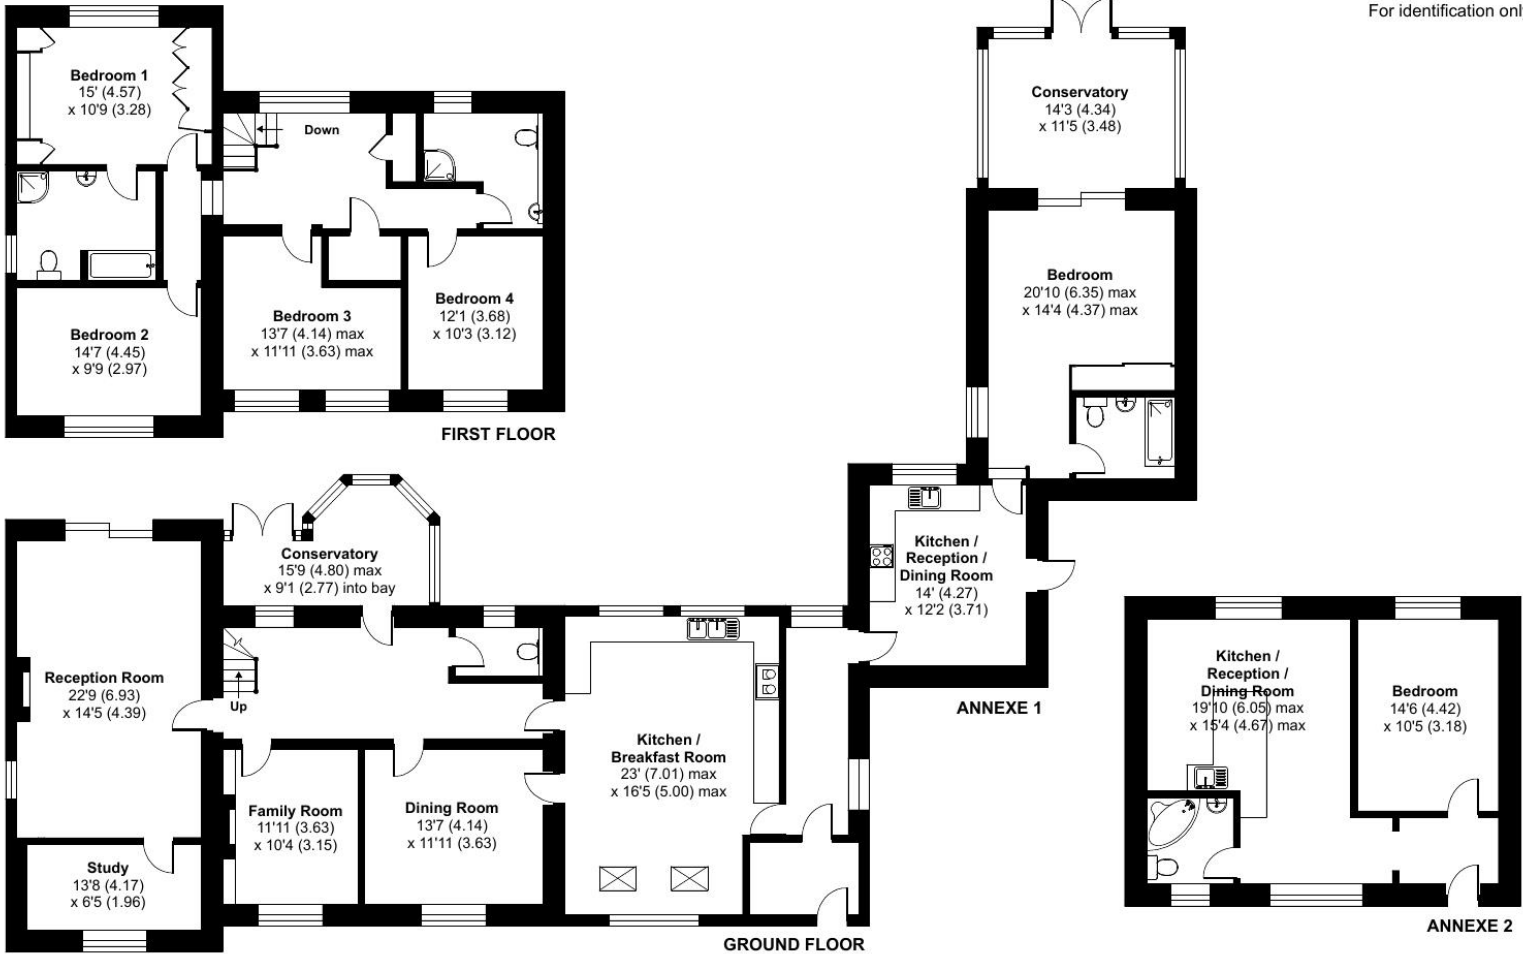 For identification onl
Bedroom 1
15' (4.57)
x 10'9 (3.28)
Down
Bedroom 2
14'7 (4.45)
x 9'9 (2.97)
Bedroom 3
13'7 (4.14) max
x 11'11 (3.63) max
Bedroom 4
12'1 (3.68)
x 10'3 (3.12)
FIRST FLOOR
Conservatory
14'3 (4.34)
x 11'5 (3.48)
Bedroom
20'10 (6.35) max
x 14'4 (4.37) max
Kitchen /
Reception /
Dining Room
14' (4.27)
x 12'2 (3.71)
ANNEXE 1
Conservatory
15'9 (4.80) max
x 9'1 (2.77) into bay
Reception Room
22'9 (6.93)
x 14'5 (4.39)
Up
Kitchen /
Breakfast Room
23' (7.01) max
x 16'5 (5.00) max
Family Room
11'11 (3.63)
x 10'4 (3.15)
Dining Room
13'7 (4.14)
x 11'11 (3.63)
Study
13'8 (4.17)
x 6'5 (1.96)
GROUND FLOOR
Kitchen /
Reception /
Dining Room
19'10 (6.05) max
x 15'4 (4.67) max
Bedroom
14'6 (4.42)
x 10'5 (3.18)
ANNEXE 2